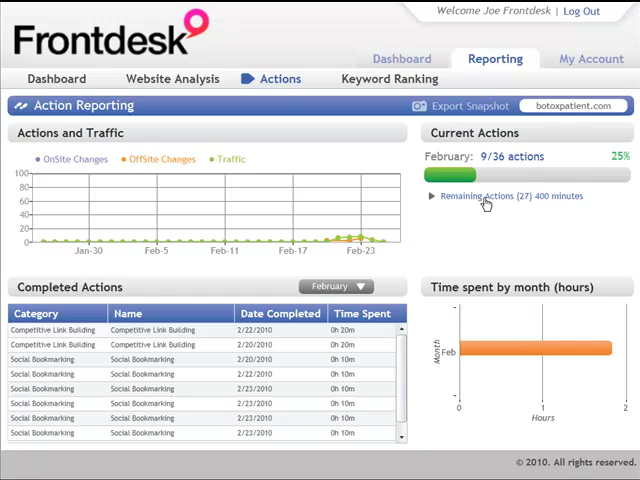 Welcome Joe Frontdesk | Log Out
Frontdesk
Dashboard Reporting My Account
Dashboard Website Analysis Actions Keyword Ranking
Action Reporting Export Snapshot botoxpatient.com
Actions and Traffic
OnSite Changes OffSite Changes Traffic
100
80
60
40
20
0
Jan-30 Feb-5 Feb-11 Feb-17 Feb-23
Current Actions
February: 9/36 actions 25%
Remaining Actions (27) 400 minutes
Completed Actions February
Category Name Date Completed Time Spent
Competitive Link Building Competitive Link Building 2/22/2010 0h 20m
Competitive Link Building Competitive Link Building 2/20/2010 0h 20m
Social Bookmarking Social Bookmarking 2/20/2010 0h 10m
Social Bookmarking Social Bookmarking 2/22/2010 0h 10m
Social Bookmarking Social Bookmarking 2/23/2010 0h 10m
Social Bookmarking Social Bookmarking 2/23/2010 0h 10m
Social Bookmarking Social Bookmarking 2/23/2010 0h 10m
Social Bookmarking Social Bookmarking 2/23/2010 0h 10m
Time spent by month (hours)
Month
Feb
0 1 2
Hours
© 2010. All rights reserved.